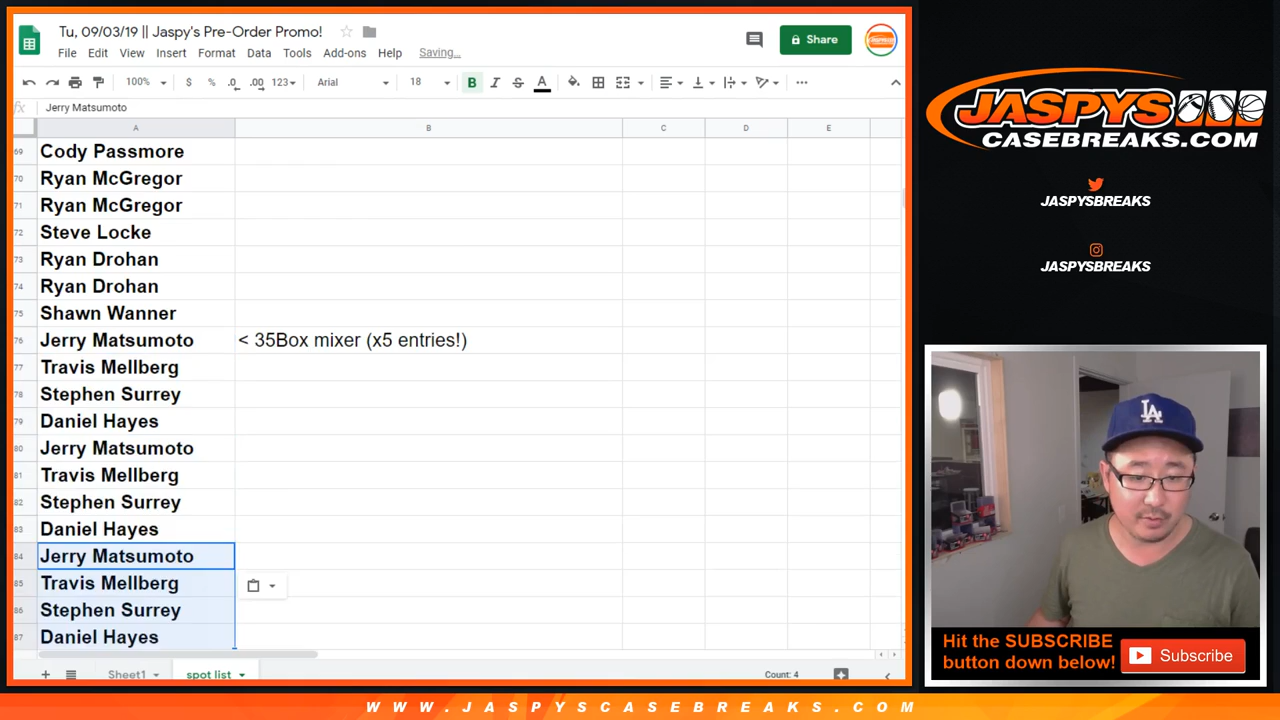 Tu, 09/03/19 || Jaspy's Pre-Order Promo!
File Edit View Insert Format Data Tools Add-ons Help Saving...
Share
100% $ % .0 .00 123 Arial 18 B I S A
fx Jerry Matsumoto
A B C D E
69 Cody Passmore
70 Ryan McGregor
71 Ryan McGregor
72 Steve Locke
73 Ryan Drohan
74 Ryan Drohan
75 Shawn Wanner
76 Jerry Matsumoto < 35Box mixer (x5 entries!)
77 Travis Mellberg
78 Stephen Surrey
79 Daniel Hayes
80 Jerry Matsumoto
81 Travis Mellberg
82 Stephen Surrey
83 Daniel Hayes
84 Jerry Matsumoto
85 Travis Mellberg
86 Stephen Surrey
87 Daniel Hayes
+ Sheet1 spot list Count: 4
JASPYS
CASEBREAKS.COM
JASPYSBREAKS
JASPYSBREAKS
LA
Hit the SUBSCRIBE
button down below!
Subscribe
WWW.JASPYSCASEBREAKS.COM